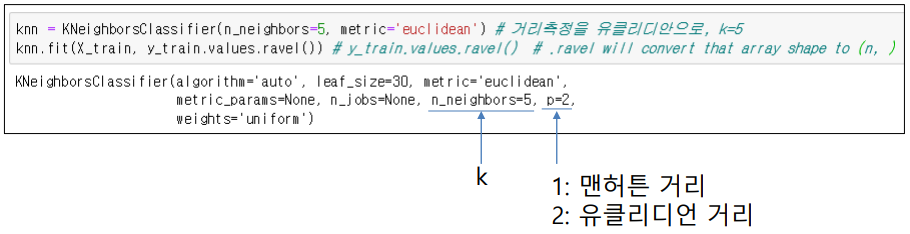 knn = KNeighborsClassifier(n_neighbors=5, metric='euclidean') # 거리측정을 유클리디안으로, k=5
knn.fit(X_train, y_train.values.ravel()) # y_train.values.ravel()  # .ravel will convert that array shape to (n, )
KNeighborsClassifier(algorithm='auto', leaf_size=30, metric='euclidean',
metric_params=None, n_jobs=None, n_neighbors=5, p=2,
weights='uniform')
k
1: 맨허튼 거리
2: 유클리디언 거리